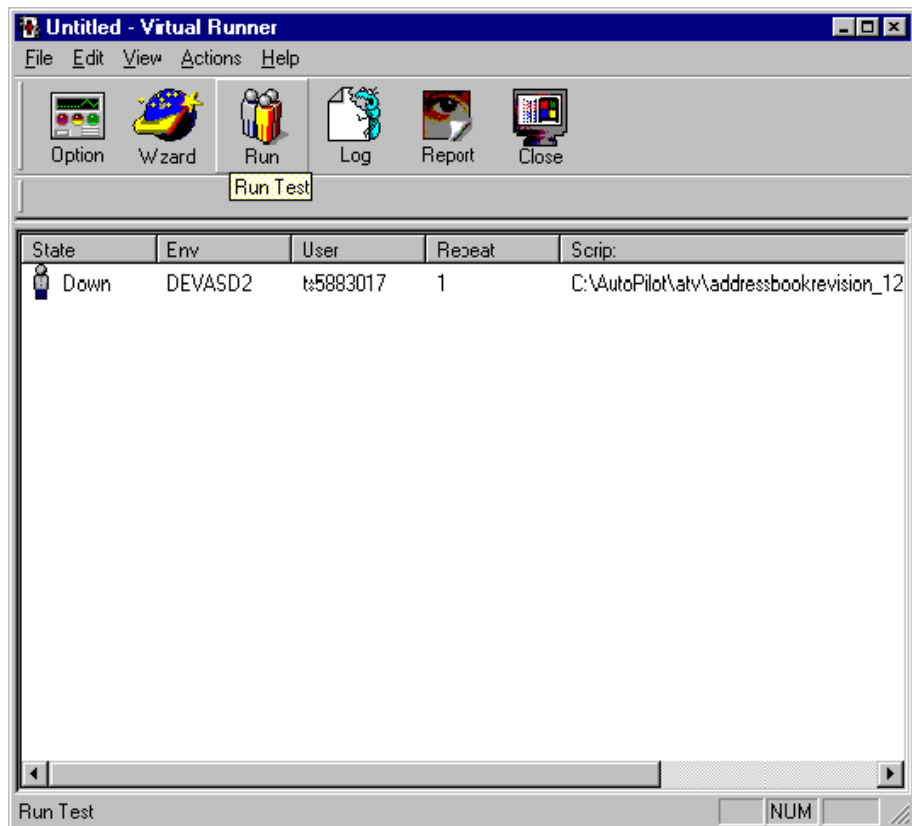 Untitled - Virtual Runner
File Edit View Actions Help
Option Wizard Run Log Report Close
Run Test
State Env User Repeat Script
Down DEVASD2 ts5883017 1 C:\AutoPilot\atv\addressbookrevision_12
Run Test NUM